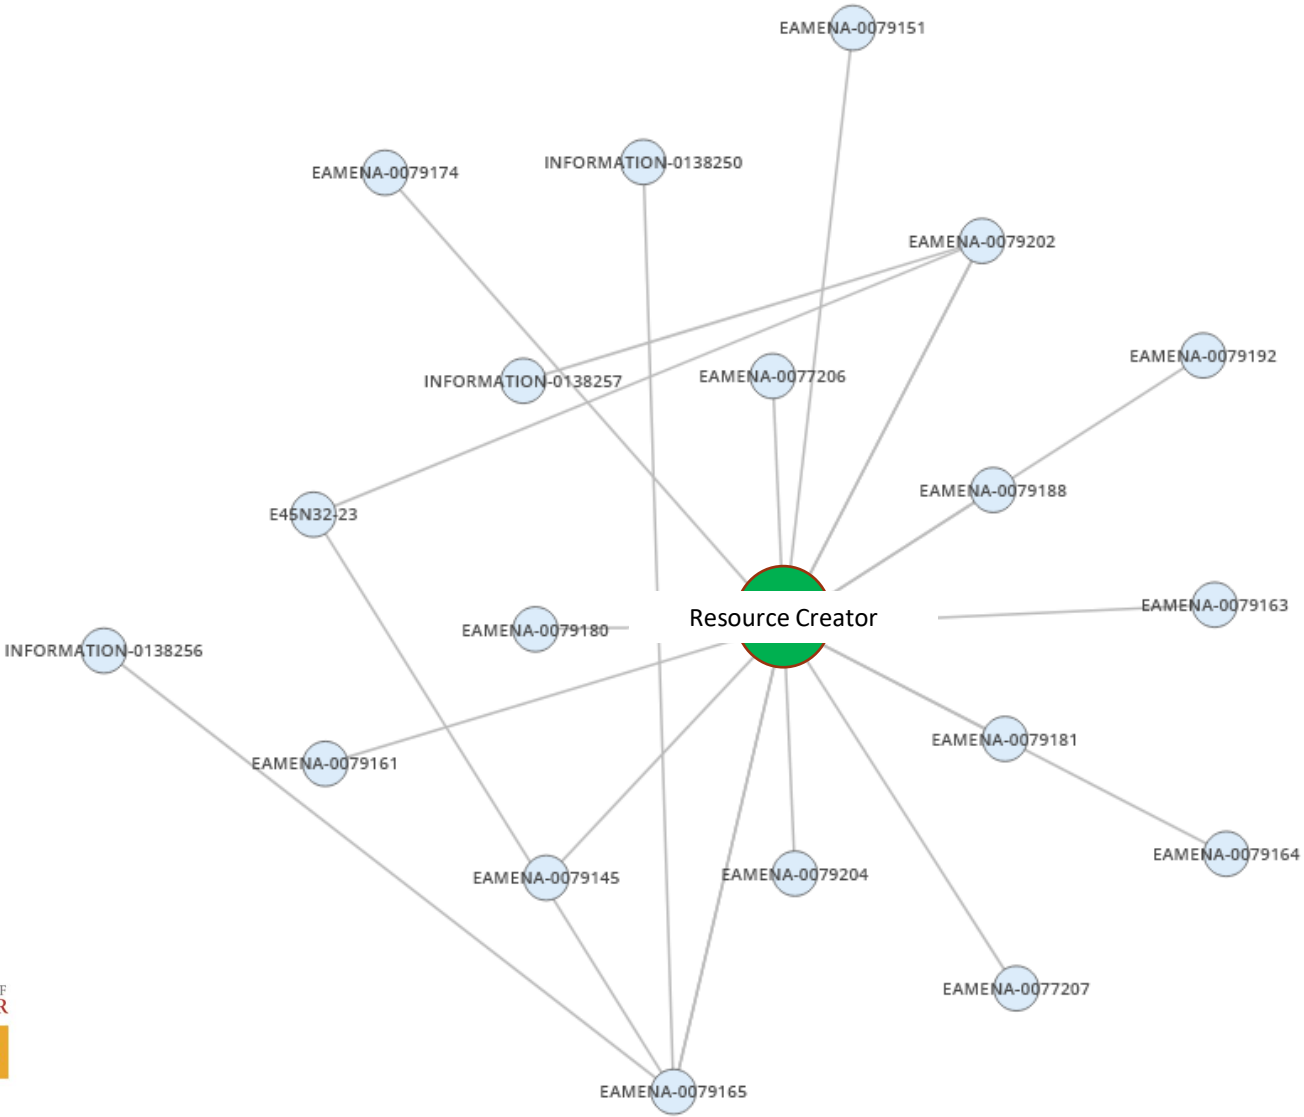 EAMENA-0079151
INFORMATION-0138250
EAMENA-0079174
EAMENA-0079202
EAMENA-0079192
EAMENA-0077206
INFORMATION-0138257
EAMENA-0079188
E45N32-23
EAMENA-0079163
Resource Creator
EAMENA-0079180
INFORMATION-0138256
EAMENA-0079181
EAMENA-0079161
EAMENA-0079164
EAMENA-0079204
EAMENA-0079145
EAMENA-0077207
F
R
EAMENA-0079165